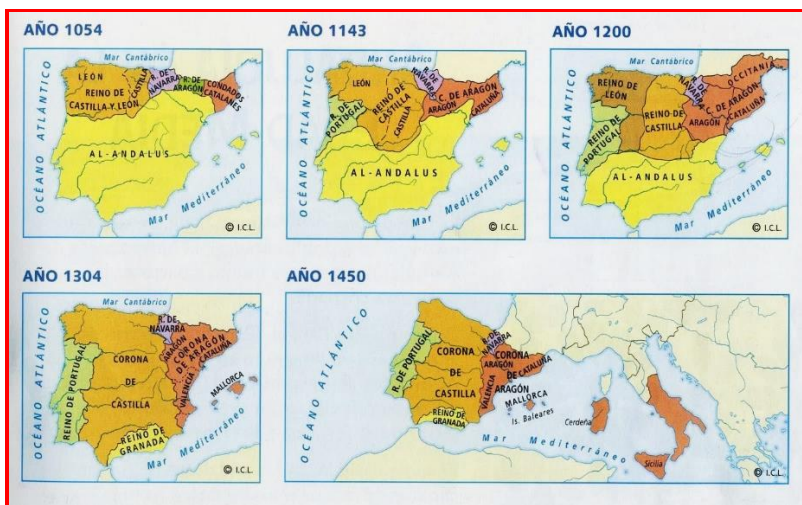 AÑO 1054
Mar Cantábrico
OCÉANO ATLÁNTICO
LEÓN
REINO DE
CASTILLA Y LEÓN
CASTILLA
R. DE
NAVARRA
R. DE
ARAGÓN
CONDADOS
CATALANES
AL-ANDALUS
Mar Mediterráneo
© I.C.L.
AÑO 1143
Mar Cantábrico
OCÉANO ATLÁNTICO
LEÓN
R. DE
PORTUGAL
REINO DE
CASTILLA
CASTILLA
R. DE
NAVARRA
C. DE ARAGÓN
ARAGÓN
CATALUÑA
AL-ANDALUS
Mar Mediterráneo
© I.C.L.
AÑO 1200
Mar Cantábrico
OCÉANO ATLÁNTICO
REINO DE
LEÓN
REINO DE
PORTUGAL
REINO DE
CASTILLA
R. DE
NAVARRA
OCCITANIA
C. DE ARAGÓN
ARAGÓN
CATALUÑA
AL-ANDALUS
Mar Mediterráneo
© I.C.L.
AÑO 1304
Mar Cantábrico
OCÉANO ATLÁNTICO
REINO DE PORTUGAL
CORONA
DE
CASTILLA
R. DE
NAVARRA
ARAGÓN
CORONA
DE ARAGÓN
CATALUÑA
VALENCIA
MALLORCA
REINO DE
GRANADA
Mar Mediterráneo
© I.C.L.
AÑO 1450
OCÉANO ATLÁNTICO
R. DE PORTUGAL
CORONA
DE
CASTILLA
R. DE
NAVARRA
CORONA
ARAGÓN
DE CATALUÑA
ARAGÓN
VALENCIA
MALLORCA
Is. Baleares
REINO DE
GRANADA
Cerdeña
Sicilia
Mar Mediterráneo
© I.C.L.